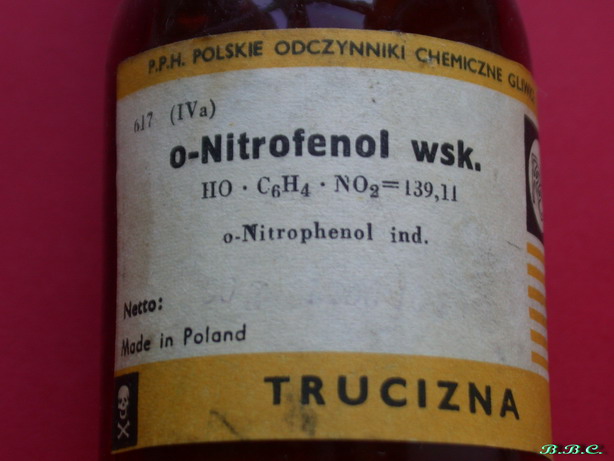 P.P.H. POLSKIE ODCZYNNIKI CHEMICZNE
617 (IVa)
o-Nitrofenol wsk.
HO · C₆H₄ · NO₂=139,11
o-Nitrophenol ind.
Netto:
Made in Poland
TRUCIZNA
B.B.C.